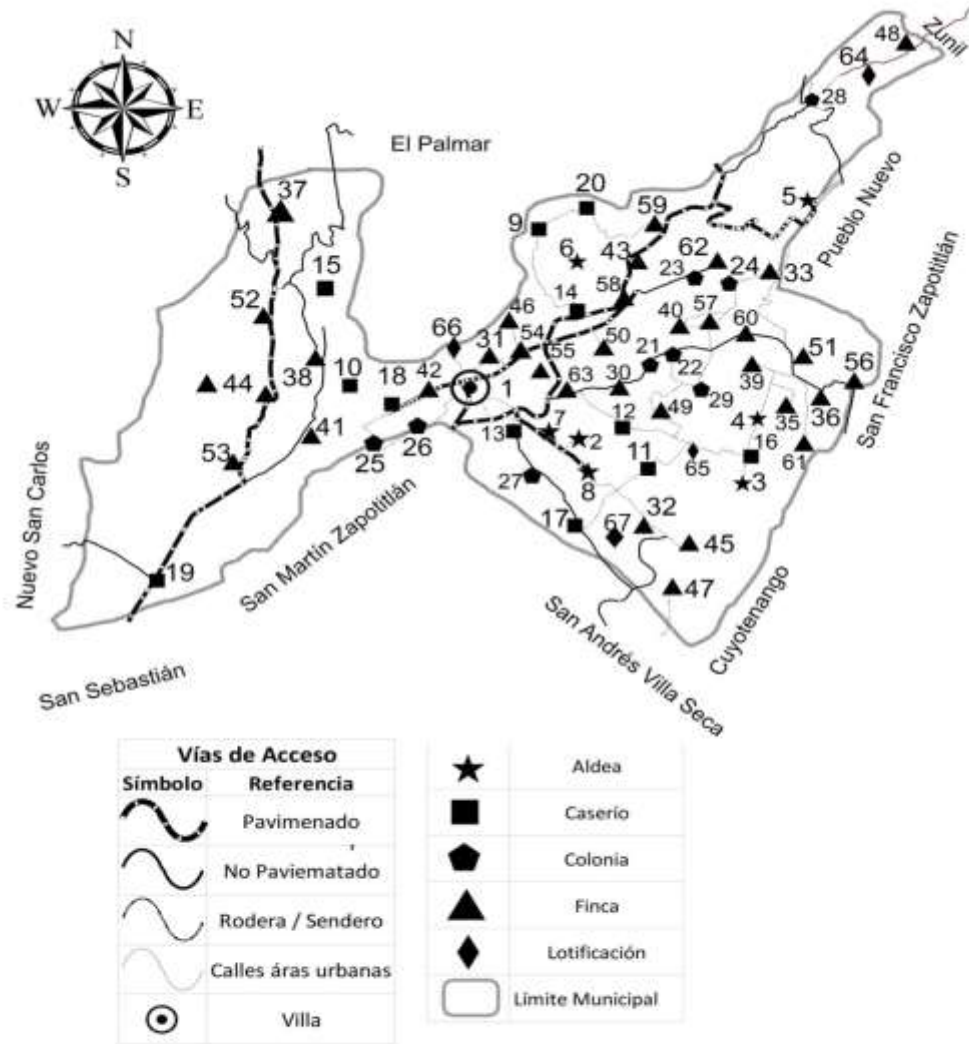 48
Zunil
64
N
28
W
E
El Palmar
S
20
5
Pueblo Nuevo
37
59
9
6
43
62
23
24
33
15
58
14
57
52
46
40
60
66
54
50
31
21
51
56
38
10
42
55
22
18
1
63
30
39
44
29
36
12
49
4
35
7
2
41
13
26
16
61
25
11
65
53
27
8
3
San Francisco Zapotitlán
17
67
32
45
Nuevo San Carlos
San Martín Zapotitlán
47
19
Cuyotenango
San Andrés Villa Seca
San Sebastián
Vías de Acceso
Símbolo Referencia
Pavimenado
No Paviematado
Rodera / Sendero
Calles áras urbanas
Villa
Aldea
Caserío
Colonia
Finca
Lotificación
Límite Municipal